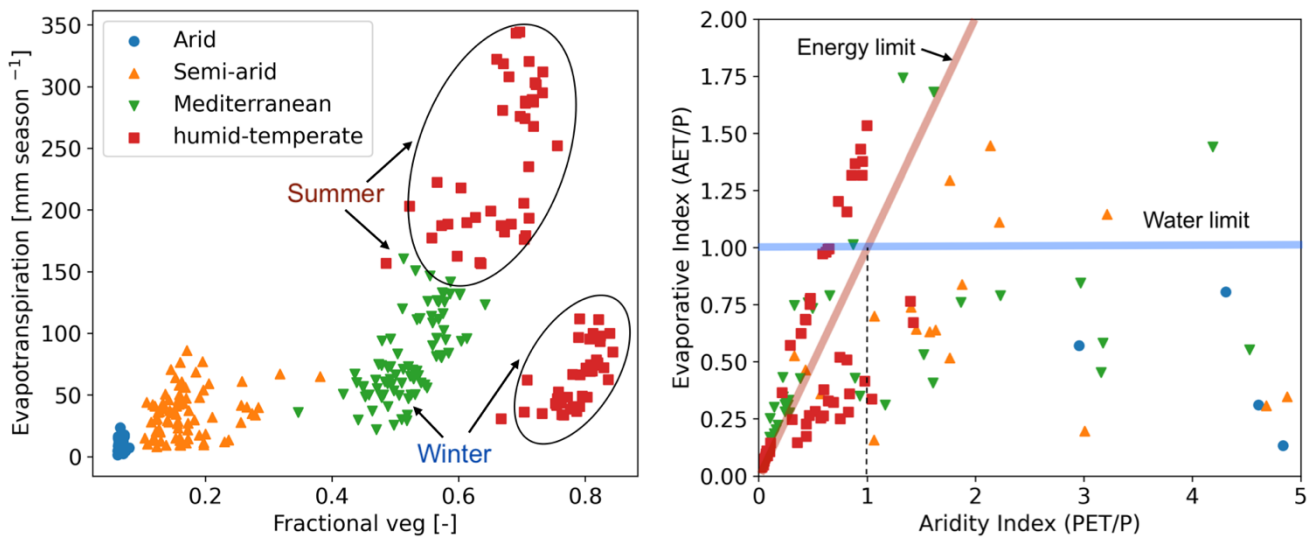 Evapotranspiration [mm season⁻¹]
350
300
250
200
150
100
50
0
Arid
Semi-arid
Mediterranean
humid-temperate
Summer
Winter
0.2
0.4
0.6
0.8
Fractional veg [-]
Evaporative Index (AET/P)
2.00
1.75
1.50
1.25
1.00
0.75
0.50
0.25
0.00
Energy limit
Water limit
0
1
2
3
4
5
Aridity Index (PET/P)